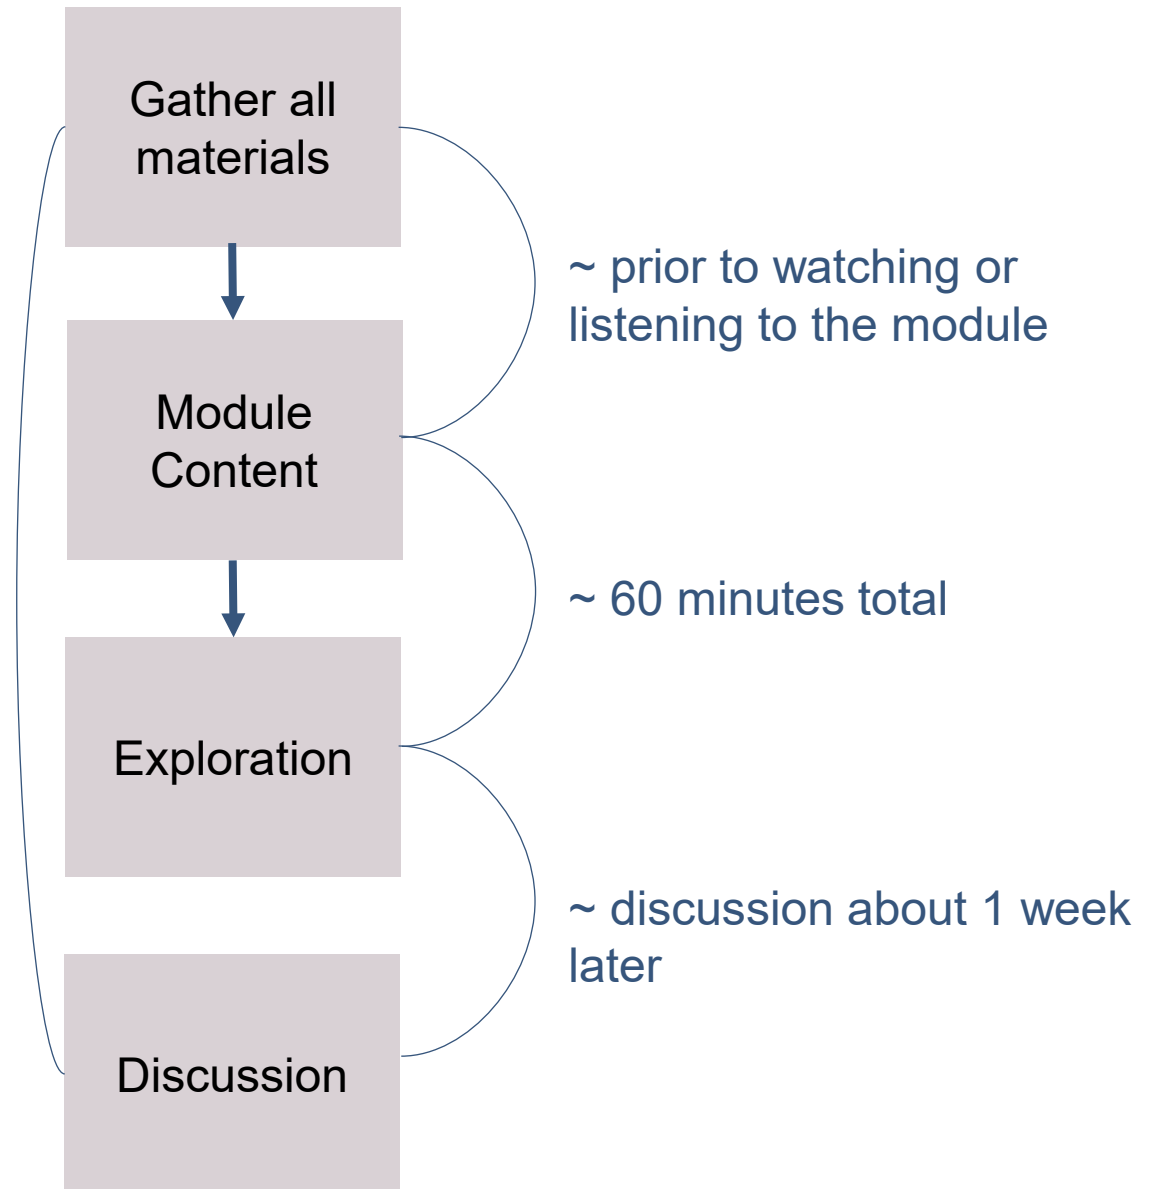 Gather all
materials
~ prior to watching or
listening to the module
Module
Content
~ 60 minutes total
Exploration
~ discussion about 1 week
later
Discussion